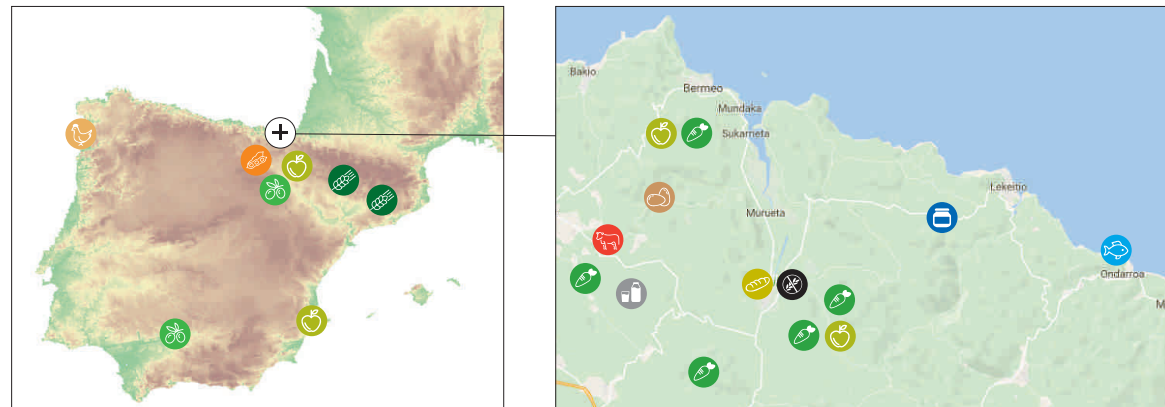 Bakio
Bermeo
Mundaka
Sukarrieta
Lekeitio
Murueta
Ondarroa
M